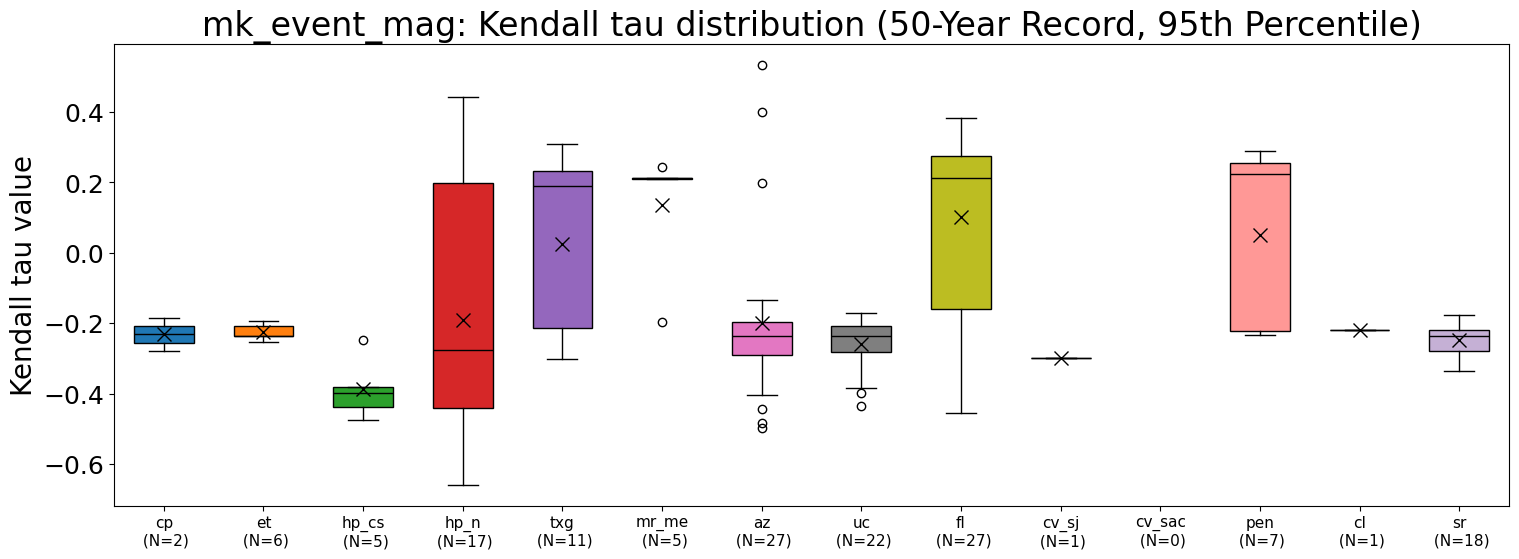 mk_event_mag: Kendall tau distribution (50-Year Record, 95th Percentile)
Kendall tau value
0.4
0.2
0.0
−0.2
−0.4
−0.6
cp et hp_cs hp_n txg mr_me az uc fl cv_sj cv_sac pen cl sr
(N=2) (N=6) (N=5) (N=17) (N=11) (N=5) (N=27) (N=22) (N=27) (N=1) (N=0) (N=7) (N=1) (N=18)